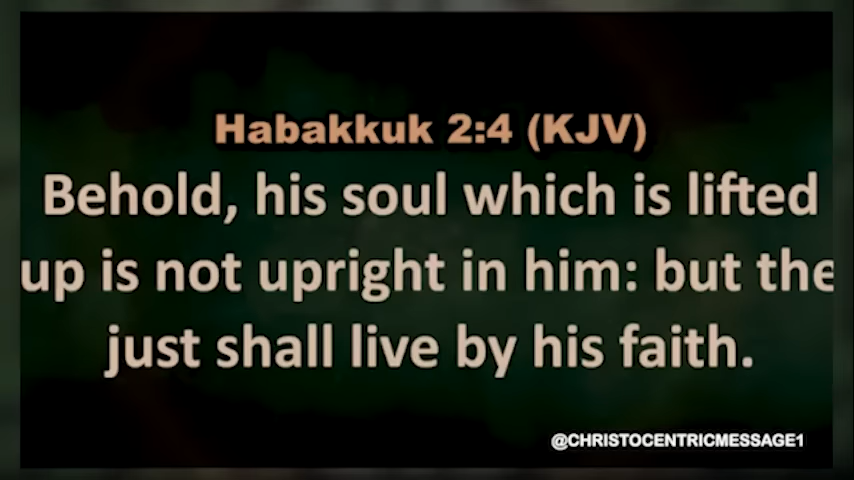 Habakkuk 2:4 (KJV)
Behold, his soul which is lifted
up is not upright in him: but the
just shall live by his faith.
@CHRISTOCENTRICMESSAGE1